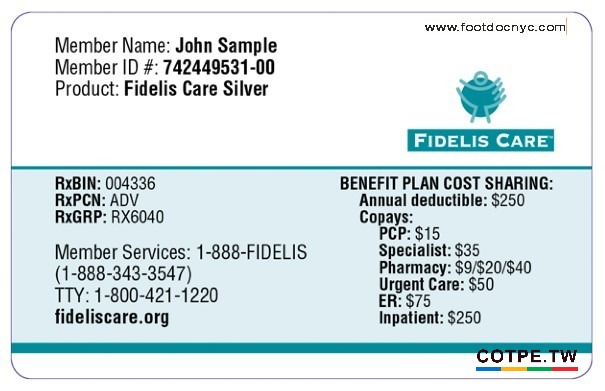 www.footdocnyc.com
Member Name: John Sample
Member ID #: 742449531-00
Product: Fidelis Care Silver
FIDELIS CARE™
RxBIN: 004336
RxPCN: ADV
RxGRP: RX6040
Member Services: 1-888-FIDELIS
(1-888-343-3547)
TTY: 1-800-421-1220
fideliscare.org
BENEFIT PLAN COST SHARING:
Annual deductible: $250
Copays:
PCP: $15
Specialist: $35
Pharmacy: $9/$20/$40
Urgent Care: $50
ER: $75
Inpatient: $250
COTPE.TW